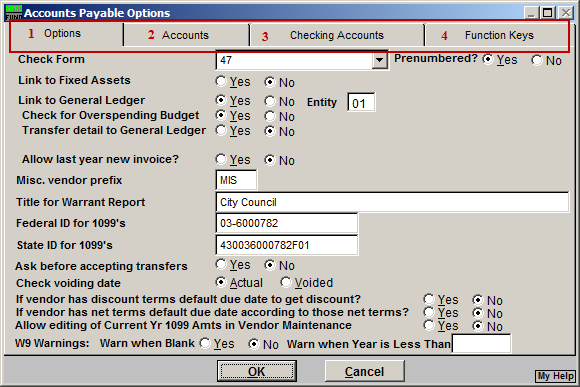 Accounts Payable Options
1 Options 2 Accounts 3 Checking Accounts 4 Function Keys
Check Form 47 Prenumbered? Yes No
Link to Fixed Assets Yes No
Link to General Ledger Yes No Entity 01
Check for Overspending Budget Yes No
Transfer detail to General Ledger Yes No
Allow last year new invoice? Yes No
Misc. vendor prefix MIS
Title for Warrant Report City Council
Federal ID for 1099's 03-6000782
State ID for 1099's 430036000782F01
Ask before accepting transfers Yes No
Check voiding date Actual Voided
If vendor has discount terms default due date to get discount? Yes No
If vendor has net terms default due date according to those net terms? Yes No
Allow editing of Current Yr 1099 Amts in Vendor Maintenance Yes No
W9 Warnings: Warn when Blank Yes No Warn when Year is Less Than
OK Cancel
My Help